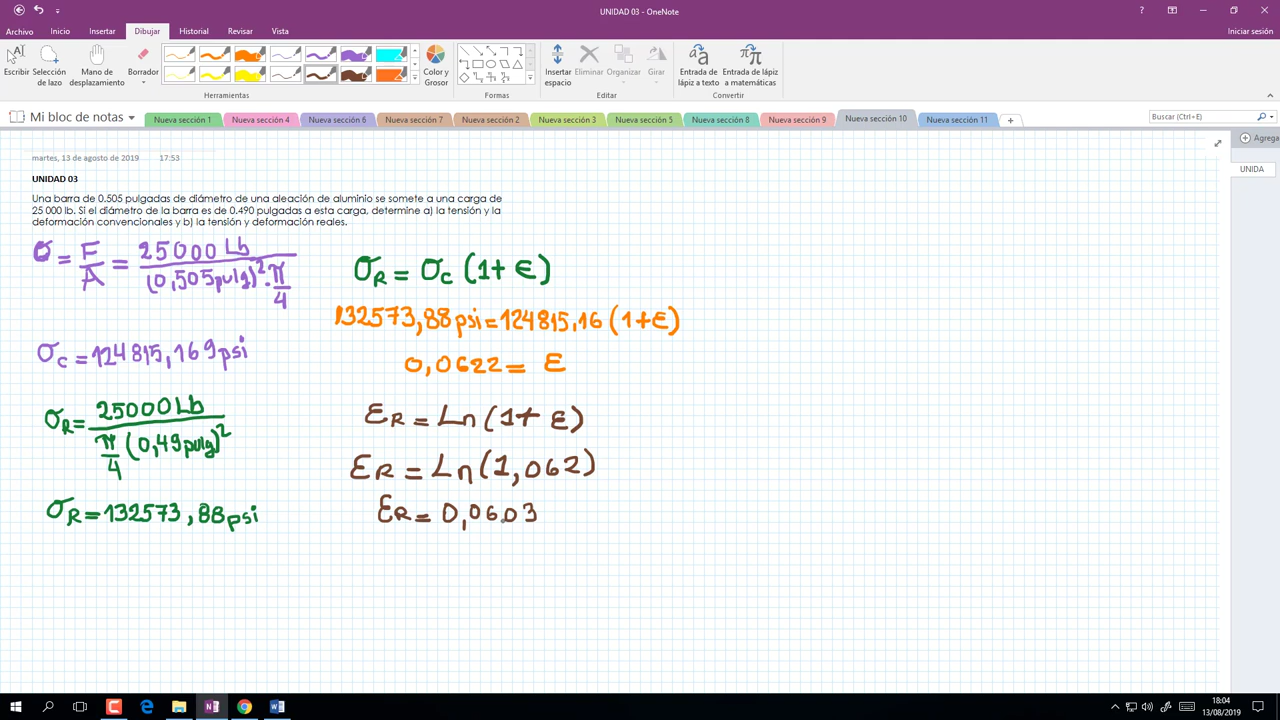 UNIDAD 03 - OneNote
Iniciar sesión
Archivo Inicio Insertar Dibujar Historial Revisar Vista
Escribir
Selección de lazo
Mano de desplazamiento
Borrador
Color y Grosor
Insertar espacio
Eliminar
Organizar
Girar
Entrada de lápiz a texto
Entrada de lápiz a matemáticas
Herramientas Formas Editar Convertir
Mi bloc de notas Nueva sección 1 Nueva sección 4 Nueva sección 6 Nueva sección 7 Nueva sección 2 Nueva sección 3 Nueva sección 5 Nueva sección 8 Nueva sección 9 Nueva sección 10 Nueva sección 11
Buscar (Ctrl+E)
Agrega
UNIDA
martes, 13 de agosto de 2019 17:53
UNIDAD 03
Una barra de 0.505 pulgadas de diámetro de una aleación de aluminio se somete a una carga de
25 000 lb. Si el diámetro de la barra es de 0.490 pulgadas a esta carga, determine a) la tensión y la
deformación convencionales y b) la tensión y deformación reales.
σ = F/A = 25000 Lb / (0,505 pulg)² · π/4
σc = 124815,169 psi
σR = 25000 Lb / π/4 (0,49 pulg)²
σR = 132573,88 psi
σR = σc (1+ ε)
132573,88 psi = 124815,16 (1+ε)
0,0622 = ε
εR = Ln (1+ ε)
εR = Ln (1,062)
εR = 0,0603
18:04
13/08/2019